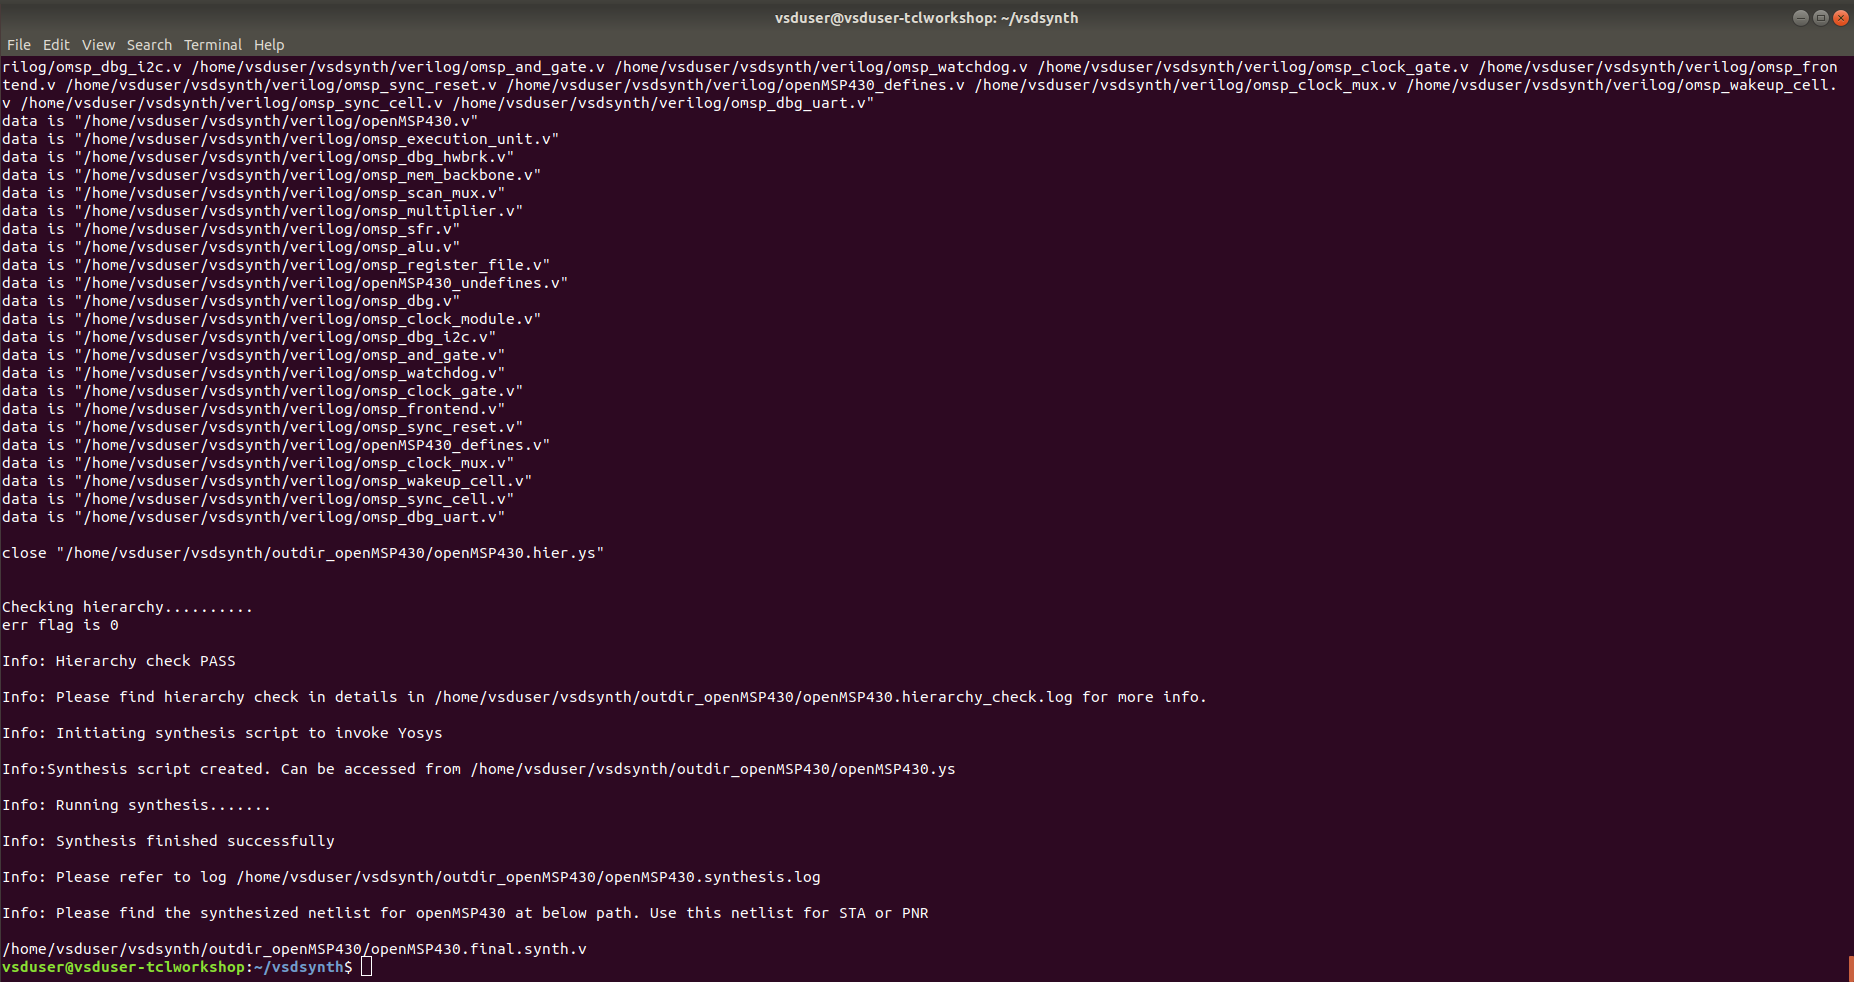 vsduser@vsduser-tclworkshop: ~/vsdsynth
File Edit View Search Terminal Help
rilog/omsp_dbg_i2c.v /home/vsduser/vsdsynth/verilog/omsp_and_gate.v /home/vsduser/vsdsynth/verilog/omsp_watchdog.v /home/vsduser/vsdsynth/verilog/omsp_clock_gate.v /home/vsduser/vsdsynth/verilog/omsp_fron
tend.v /home/vsduser/vsdsynth/verilog/omsp_sync_reset.v /home/vsduser/vsdsynth/verilog/openMSP430_defines.v /home/vsduser/vsdsynth/verilog/omsp_clock_mux.v /home/vsduser/vsdsynth/verilog/omsp_wakeup_cell.
v /home/vsduser/vsdsynth/verilog/omsp_sync_cell.v /home/vsduser/vsdsynth/verilog/omsp_dbg_uart.v"
data is "/home/vsduser/vsdsynth/verilog/openMSP430.v"
data is "/home/vsduser/vsdsynth/verilog/omsp_execution_unit.v"
data is "/home/vsduser/vsdsynth/verilog/omsp_dbg_hwbrk.v"
data is "/home/vsduser/vsdsynth/verilog/omsp_mem_backbone.v"
data is "/home/vsduser/vsdsynth/verilog/omsp_scan_mux.v"
data is "/home/vsduser/vsdsynth/verilog/omsp_multiplier.v"
data is "/home/vsduser/vsdsynth/verilog/omsp_sfr.v"
data is "/home/vsduser/vsdsynth/verilog/omsp_alu.v"
data is "/home/vsduser/vsdsynth/verilog/omsp_register_file.v"
data is "/home/vsduser/vsdsynth/verilog/openMSP430_undefines.v"
data is "/home/vsduser/vsdsynth/verilog/omsp_dbg.v"
data is "/home/vsduser/vsdsynth/verilog/omsp_clock_module.v"
data is "/home/vsduser/vsdsynth/verilog/omsp_dbg_i2c.v"
data is "/home/vsduser/vsdsynth/verilog/omsp_and_gate.v"
data is "/home/vsduser/vsdsynth/verilog/omsp_watchdog.v"
data is "/home/vsduser/vsdsynth/verilog/omsp_clock_gate.v"
data is "/home/vsduser/vsdsynth/verilog/omsp_frontend.v"
data is "/home/vsduser/vsdsynth/verilog/omsp_sync_reset.v"
data is "/home/vsduser/vsdsynth/verilog/openMSP430_defines.v"
data is "/home/vsduser/vsdsynth/verilog/omsp_clock_mux.v"
data is "/home/vsduser/vsdsynth/verilog/omsp_wakeup_cell.v"
data is "/home/vsduser/vsdsynth/verilog/omsp_sync_cell.v"
data is "/home/vsduser/vsdsynth/verilog/omsp_dbg_uart.v"
close "/home/vsduser/vsdsynth/outdir_openMSP430/openMSP430.hier.ys"
Checking hierarchy..........
err flag is 0
Info: Hierarchy check PASS
Info: Please find hierarchy check in details in /home/vsduser/vsdsynth/outdir_openMSP430/openMSP430.hierarchy_check.log for more info.
Info: Initiating synthesis script to invoke Yosys
Info:Synthesis script created. Can be accessed from /home/vsduser/vsdsynth/outdir_openMSP430/openMSP430.ys
Info: Running synthesis.......
Info: Synthesis finished successfully
Info: Please refer to log /home/vsduser/vsdsynth/outdir_openMSP430/openMSP430.synthesis.log
Info: Please find the synthesized netlist for openMSP430 at below path. Use this netlist for STA or PNR
/home/vsduser/vsdsynth/outdir_openMSP430/openMSP430.final.synth.v
vsduser@vsduser-tclworkshop:~/vsdsynth$